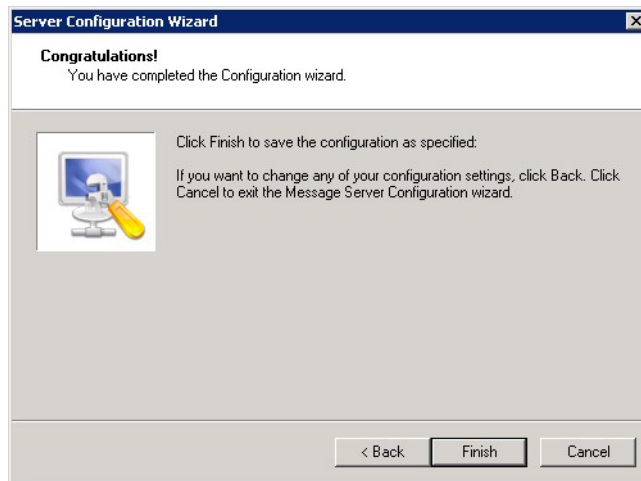 Server Configuration Wizard
Congratulations!
You have completed the Configuration wizard.
Click Finish to save the configuration as specified:
If you want to change any of your configuration settings, click Back. Click
Cancel to exit the Message Server Configuration wizard.
< Back Finish Cancel